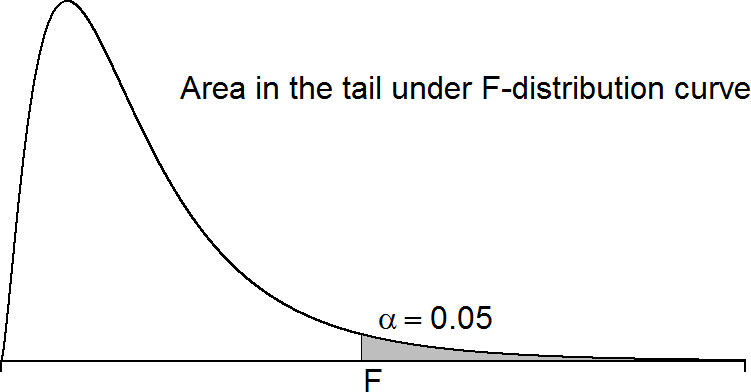 Area in the tail under F-distribution curve
α = 0.05
F